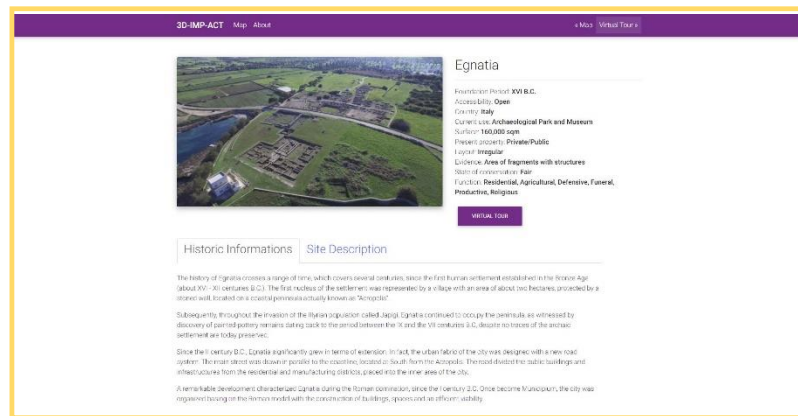 3D-IMP-ACT Map About « Map Virtual Tour »
Egnatia
Foundation Period: XVI B.C.
Accessibility: Open
Country: Italy
Current use: Archaeological Park and Museum
Surface: 160,000 sqm
Present property: Private/Public
Layout: Irregular
Evidence: Area of fragments with structures
State of conservation: Fair
Function: Residential, Agricultural, Defensive, Funeral,
Productive, Religious
VIRTUAL TOUR
Historic Informations Site Description
The history of Egnatia crosses a range of time, which covers several centuries, since the first human settlement established in the Bronze Age
(about XVI - XII centuries B.C.). The first nucleus of the settlement was represented by a village with an area of about two hectares, protected by a
stoned wall, located on a coastal peninsula actually known as "Acropolis".
Subsequently, throughout the invasion of the Illyrian population called Japigi, Egnatia continued to occupy the peninsula, as witnessed by
discovery of painted pottery remains dating back to the period between the IX and the VII centuries B.C, despite no traces of the archaic
settlement are today preserved.
Since the II century B.C., Egnatia significantly grew in terms of extension. In fact, the urban fabric of the city was designed with a new road
system. The main street was drawn in parallel to the coastline, located at South from the Acropolis. The road divided the public buildings and
infrastructures from the residential and manufacturing districts, placed into the inner area of the city.
A remarkable development characterized Egnatia during the Roman domination, since the I century B.C. Once become Municipium, the city was
organized basing on the Roman model with the construction of buildings, spaces and an efficient viability.